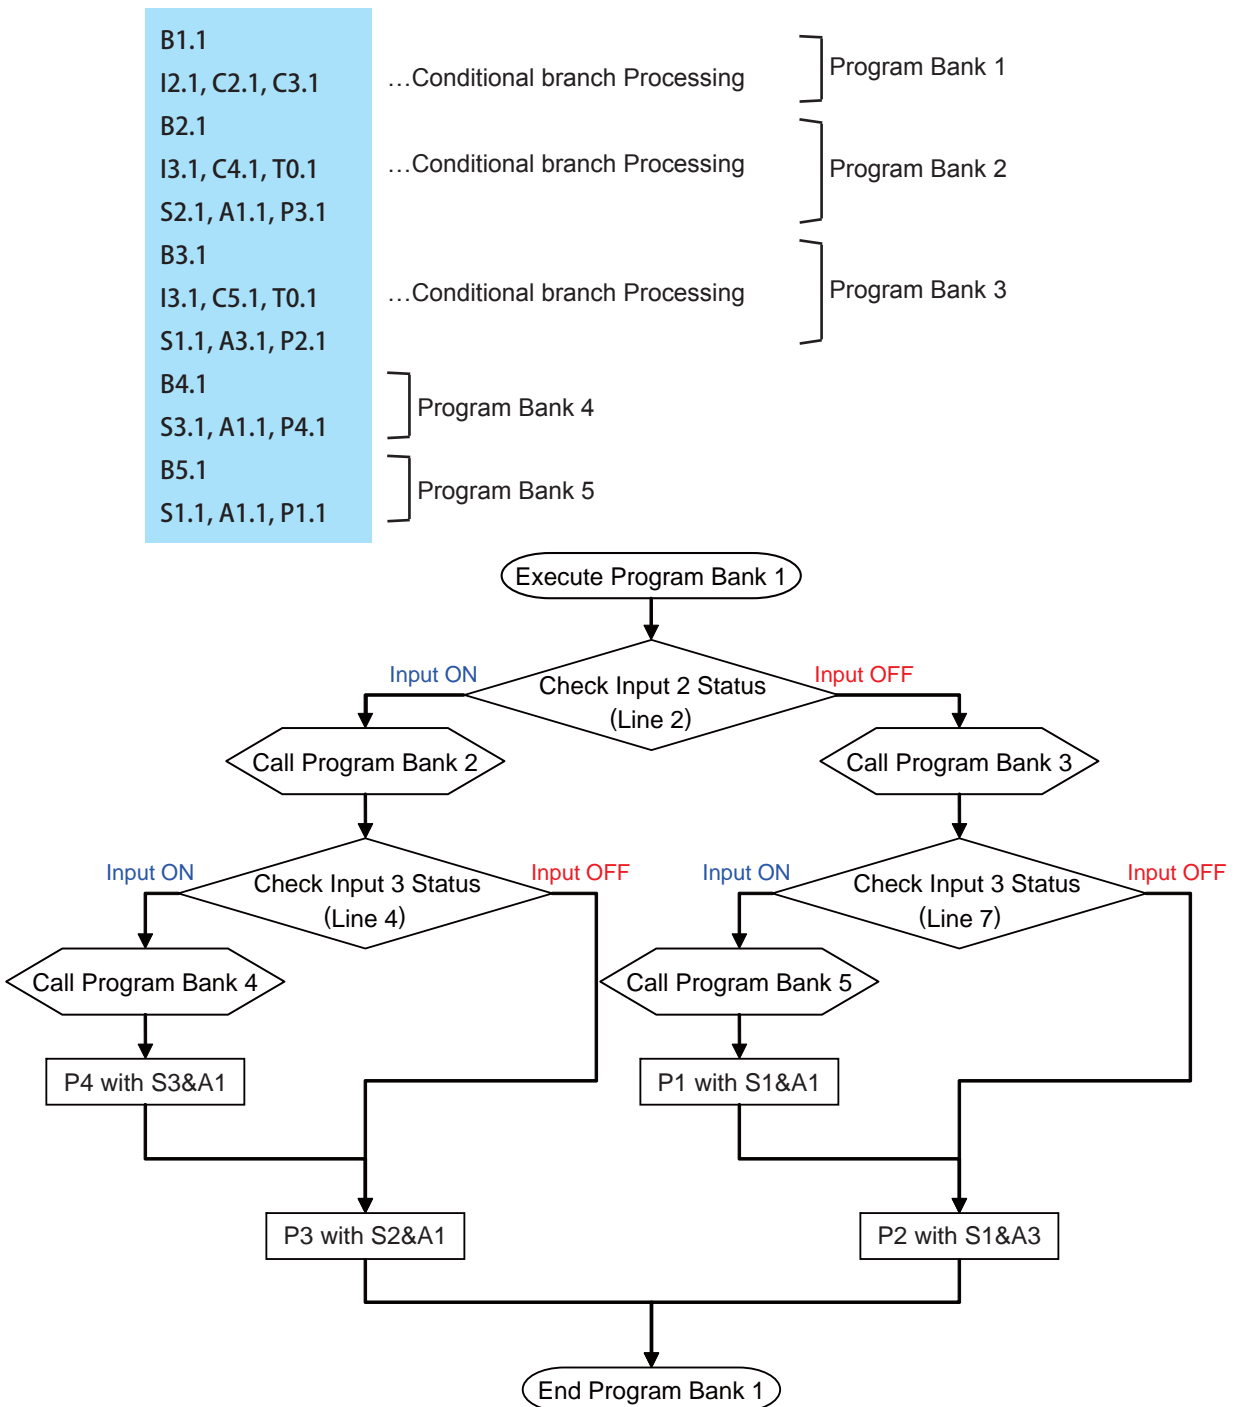 B1.1
I2.1, C2.1, C3.1 …Conditional branch Processing Program Bank 1
B2.1
I3.1, C4.1, T0.1 …Conditional branch Processing Program Bank 2
S2.1, A1.1, P3.1
B3.1
I3.1, C5.1, T0.1 …Conditional branch Processing Program Bank 3
S1.1, A3.1, P2.1
B4.1
S3.1, A1.1, P4.1 Program Bank 4
B5.1
S1.1, A1.1, P1.1 Program Bank 5
Execute Program Bank 1
Input ON Input OFF
Check Input 2 Status
(Line 2)
Call Program Bank 2 Call Program Bank 3
Input ON Input OFF Input ON Input OFF
Check Input 3 Status Check Input 3 Status
(Line 4) (Line 7)
Call Program Bank 4 Call Program Bank 5
P4 with S3&A1 P1 with S1&A1
P3 with S2&A1 P2 with S1&A3
End Program Bank 1